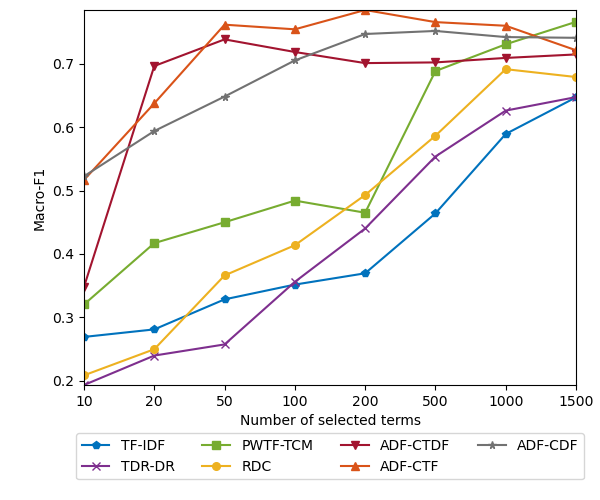 Macro-F1
0.7
0.6
0.5
0.4
0.3
0.2
10 20 50 100 200 500 1000 1500
Number of selected terms
TF-IDF PWTF-TCM ADF-CTDF ADF-CDF
TDR-DR RDC ADF-CTF